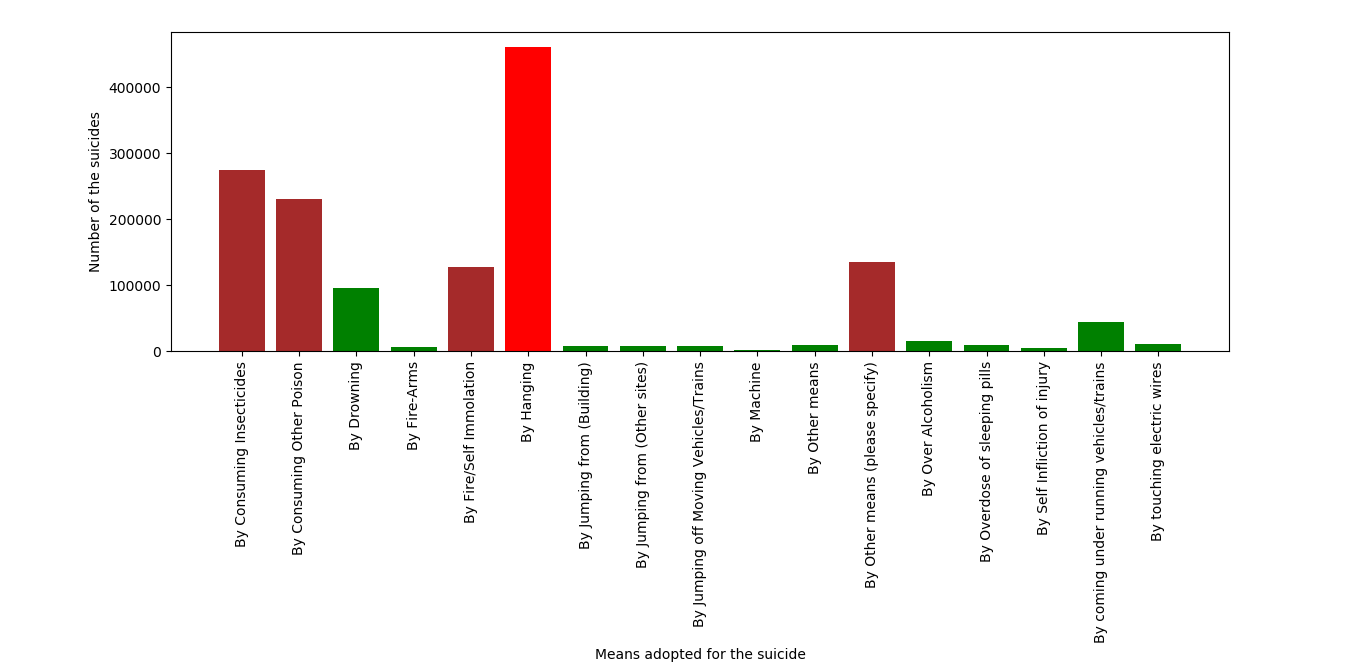 Number of the suicides
400000
300000
200000
100000
0
By Consuming Insecticides
By Consuming Other Poison
By Drowning
By Fire-Arms
By Fire/Self Immolation
By Hanging
By Jumping from (Building)
By Jumping from (Other sites)
By Jumping off Moving Vehicles/Trains
By Machine
By Other means
By Other means (please specify)
By Over Alcoholism
By Overdose of sleeping pills
By Self Infliction of injury
By coming under running vehicles/trains
By touching electric wires
Means adopted for the suicide